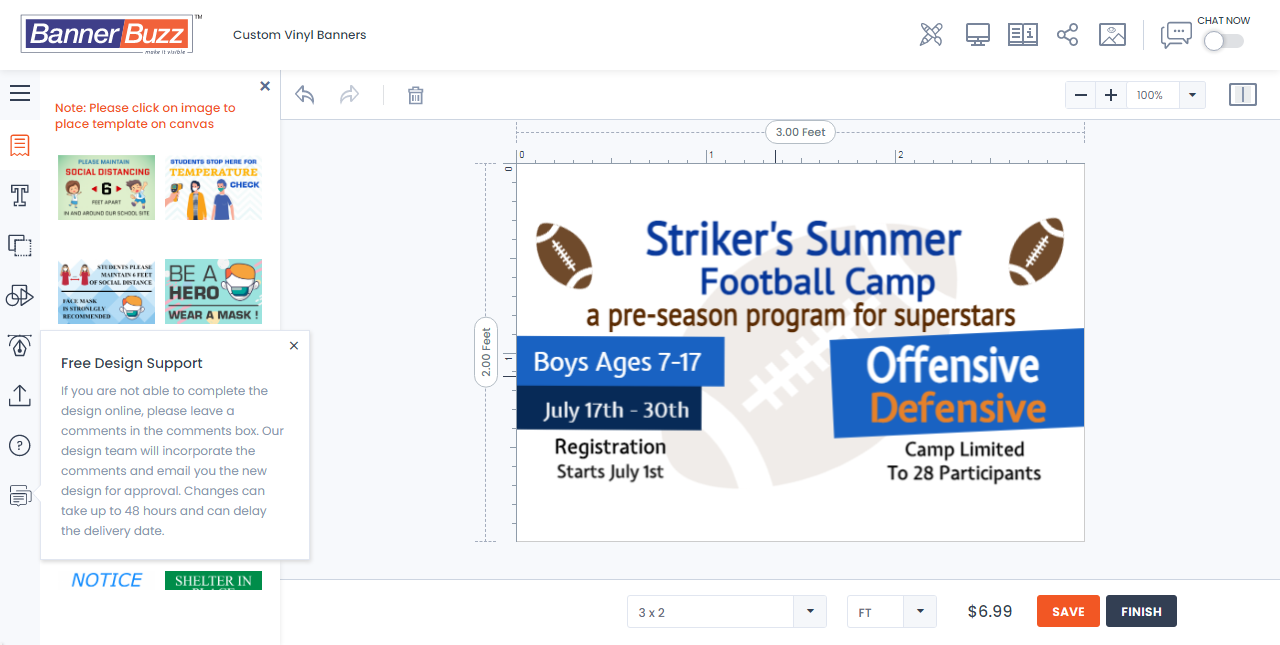 BannerBuzz™
make it visible
Custom Vinyl Banners
CHAT NOW
Note: Please click on image to
place template on canvas
PLEASE MAINTAIN
SOCIAL DISTANCING
6
FEET APART
IN AND AROUND OUR SCHOOL SITE
STUDENTS STOP HERE FOR
TEMPERATURE
CHECK
STUDENTS PLEASE
MAINTAIN 6 FEET
OF SOCIAL DISTANCE
FACE MASK
IS STRONLGLY
RECOMMENDED
BE A
HERO
WEAR A MASK !
Free Design Support
If you are not able to complete the
design online, please leave a
comments in the comments box. Our
design team will incorporate the
comments and email you the new
design for approval. Changes can
take up to 48 hours and can delay
the delivery date.
NOTICE
SHELTER IN
PLACE
100%
3.00 Feet
0
1
2
0
1
2.00 Feet
Striker's Summer
Football Camp
a pre-season program for superstars
Boys Ages 7-17
July 17th - 30th
Registration
Starts July 1st
Offensive
Defensive
Camp Limited
To 28 Participants
3 x 2
FT
$6.99
SAVE
FINISH